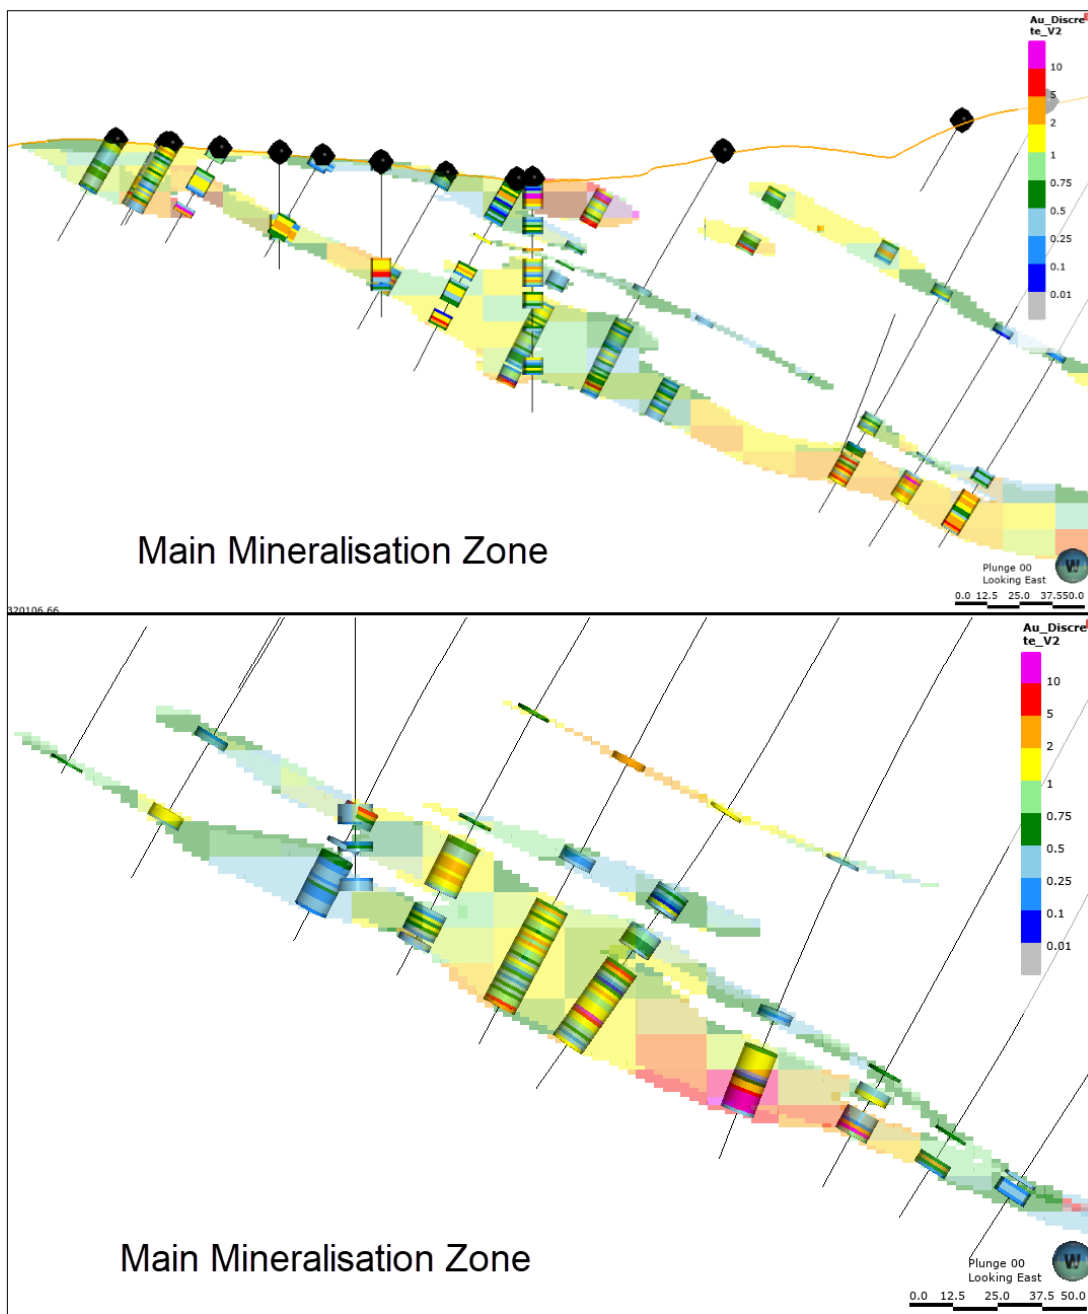 Au_Discre
te_V2
10
5
2
1
0.75
0.5
0.25
0.1
0.01
Main Mineralisation Zone
Plunge 00
Looking East
W
0.0 12.5 25.0 37.550.0
320106.66
Au_Discre
te_V2
10
5
2
1
0.75
0.5
0.25
0.1
0.01
Main Mineralisation Zone
Plunge 00
Looking East
W
0.0 12.5 25.0 37.5 50.0